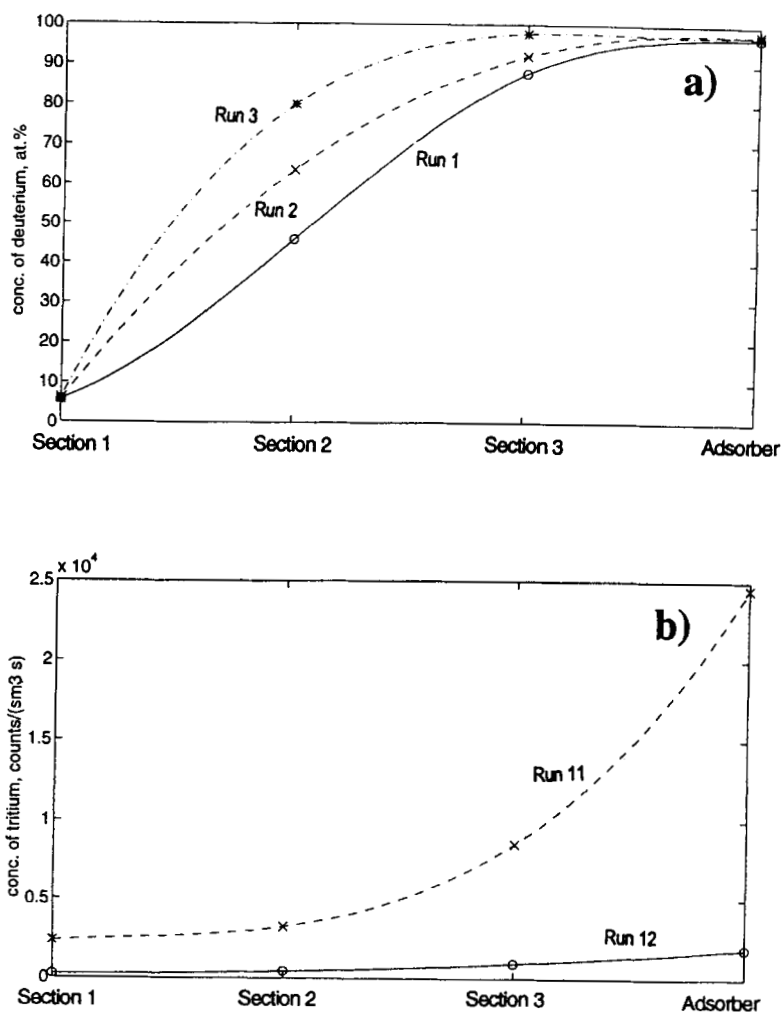 100
90
80
70
60
50
40
30
20
10
0
conc. of deuterium, at.%
a)
Run 3
Run 1
Run 2
Section 1 Section 2 Section 3 Adsorber
x 10^4
2.5
2
1.5
1
0.5
0
conc. of tritium, counts/(sm3 s)
b)
Run 11
Run 12
Section 1 Section 2 Section 3 Adsorber